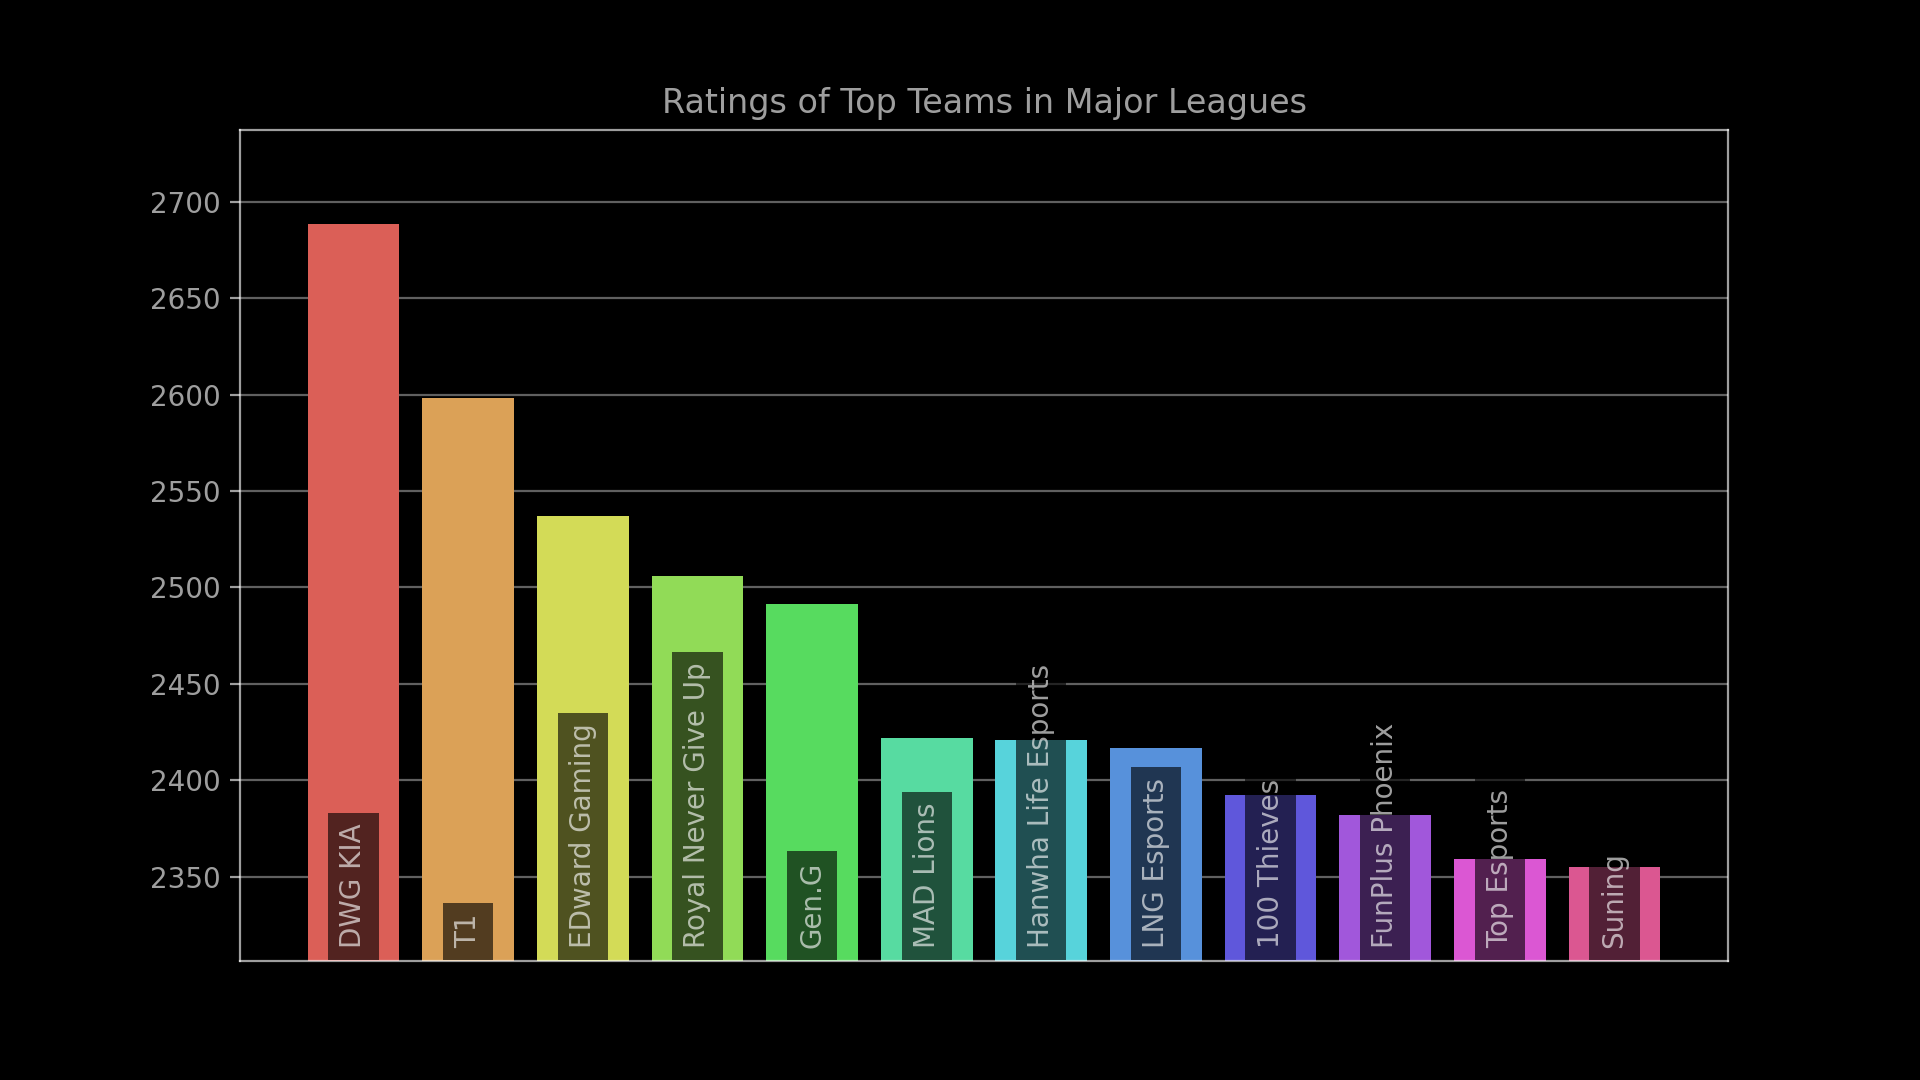 Ratings of Top Teams in Major Leagues
2700
2650
2600
2550
2500
2450
2400
2350
DWG KIA
T1
EDward Gaming
Royal Never Give Up
Gen.G
MAD Lions
Hanwha Life Esports
LNG Esports
100 Thieves
FunPlus Phoenix
Top Esports
Suning